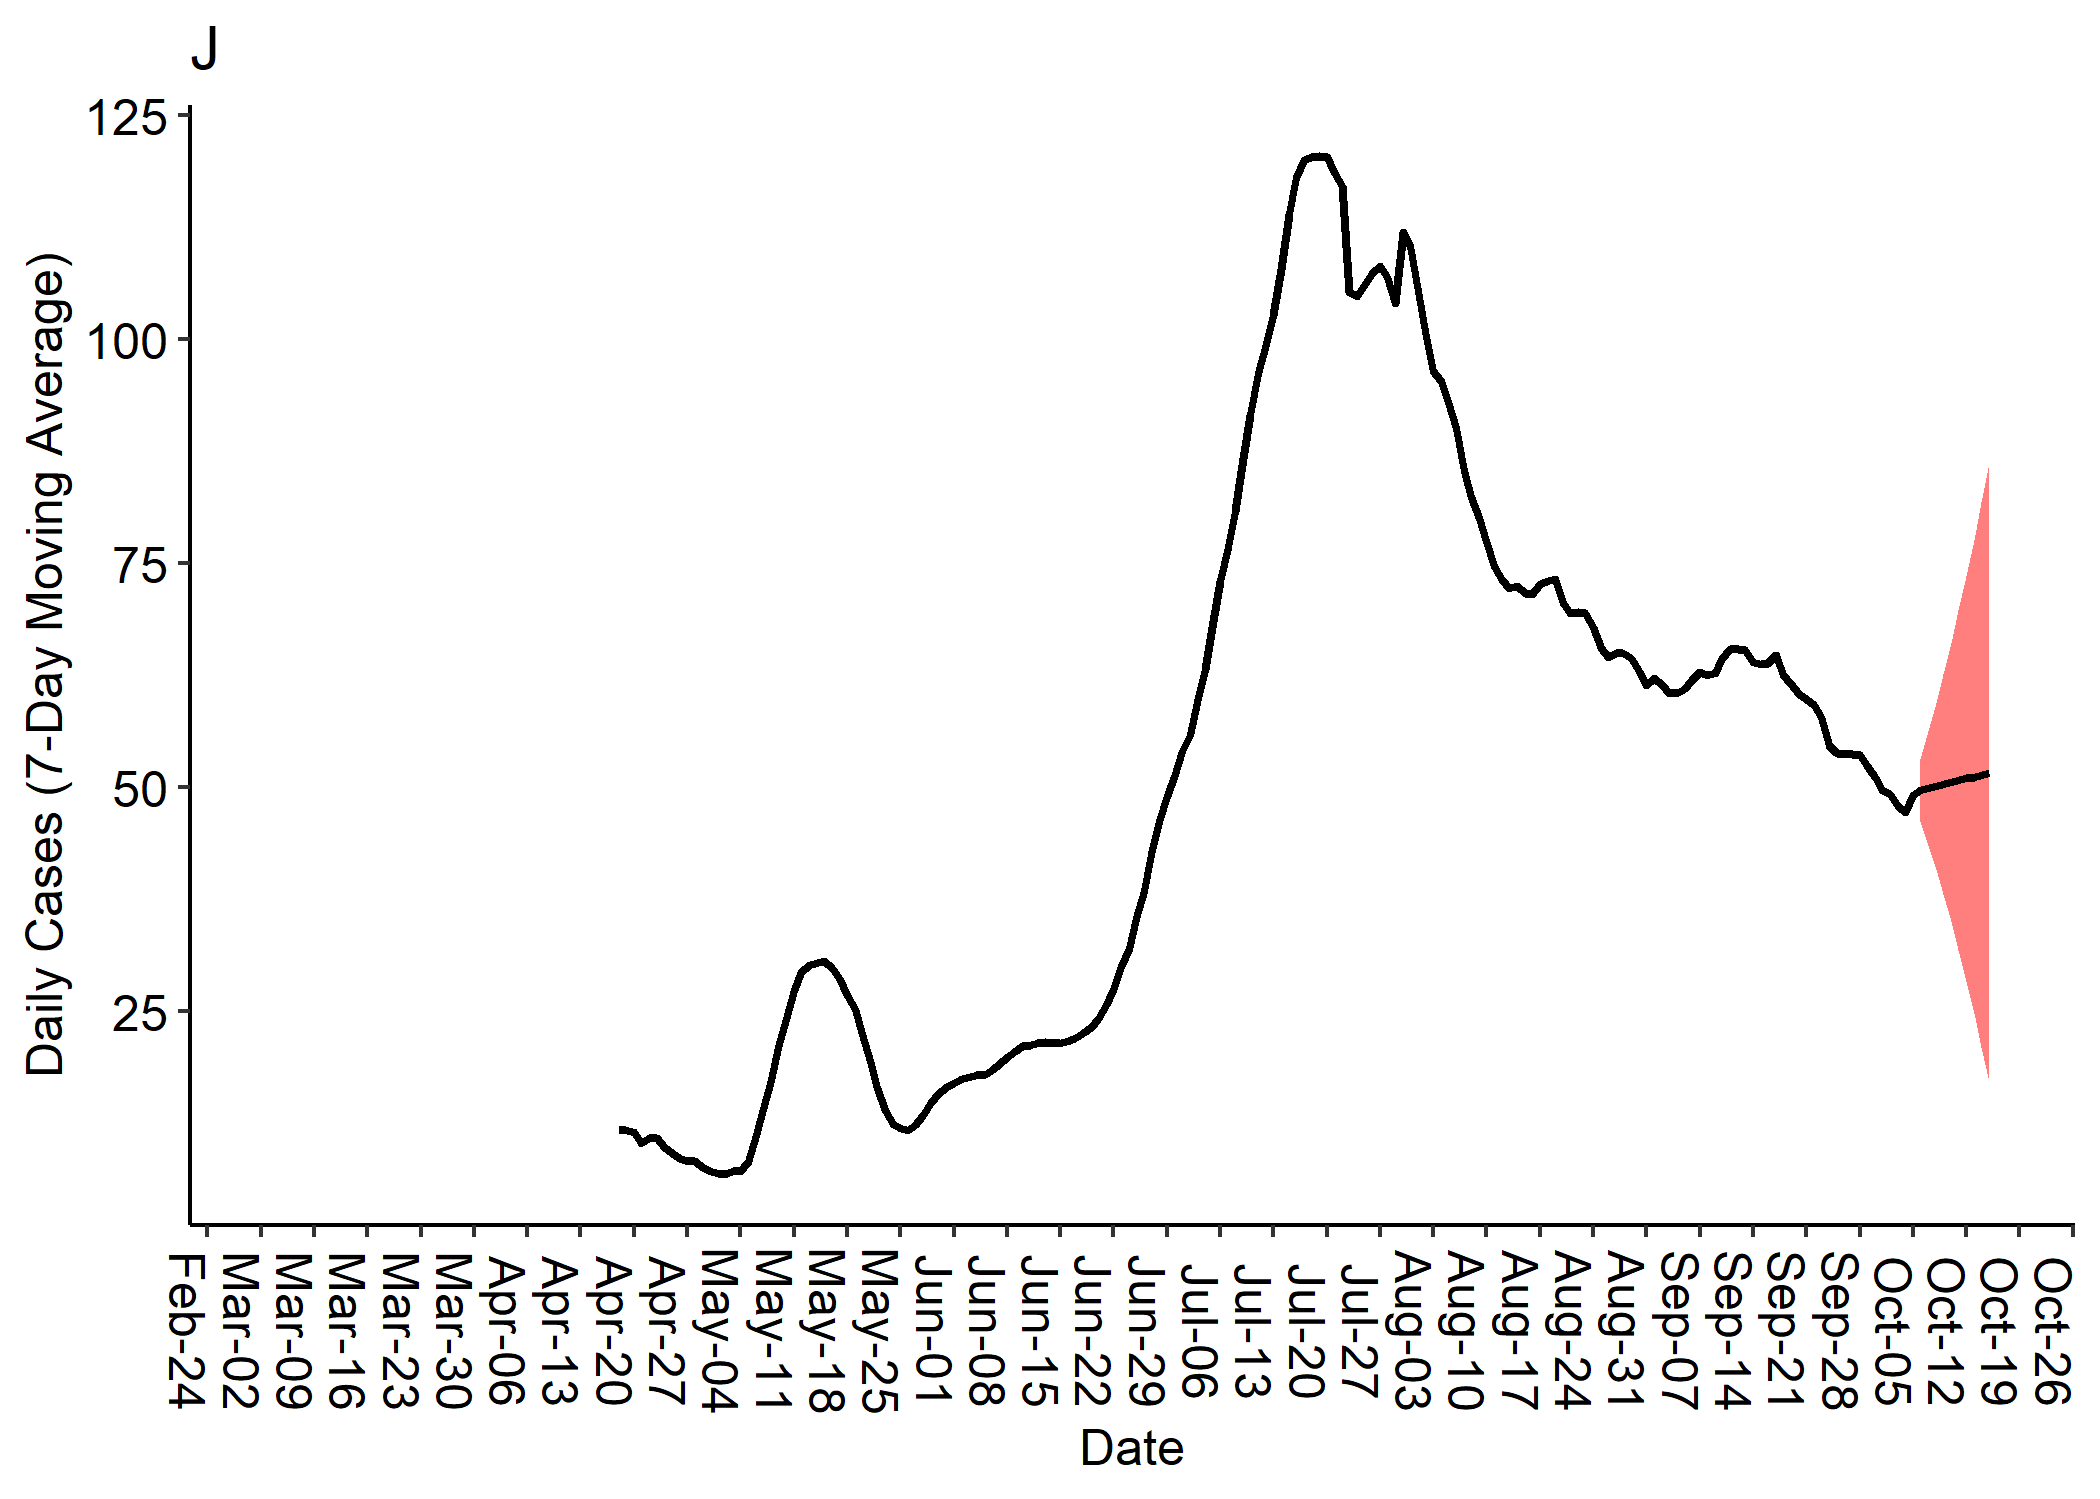 J
Daily Cases (7-Day Moving Average)
125
100
75
50
25
Feb-24
Mar-02
Mar-09
Mar-16
Mar-23
Mar-30
Apr-06
Apr-13
Apr-20
Apr-27
May-04
May-11
May-18
May-25
Jun-01
Jun-08
Jun-15
Jun-22
Jun-29
Jul-06
Jul-13
Jul-20
Jul-27
Aug-03
Aug-10
Aug-17
Aug-24
Aug-31
Sep-07
Sep-14
Sep-21
Sep-28
Oct-05
Oct-12
Oct-19
Oct-26
Date